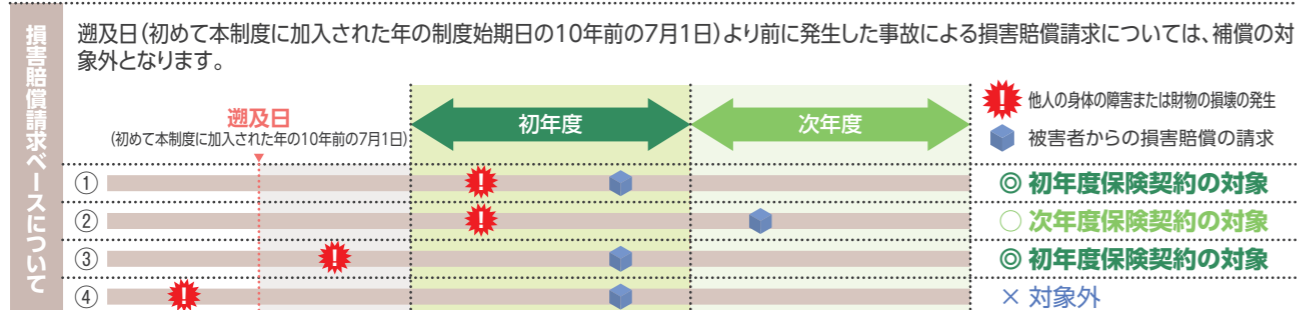 損害賠償請求ベースについて
遡及日(初めて本制度に加入された年の制度始期日の10年前の7月1日)より前に発生した事故による損害賠償請求については、補償の対
象外となります。
遡及日
(初めて本制度に加入された年の10年前の7月1日)
初年度
次年度
! 他人の身体の障害または財物の損壊の発生
被害者からの損害賠償の請求
① ! ◎ 初年度保険契約の対象
② ! ○ 次年度保険契約の対象
③ ! ◎ 初年度保険契約の対象
④ ! × 対象外